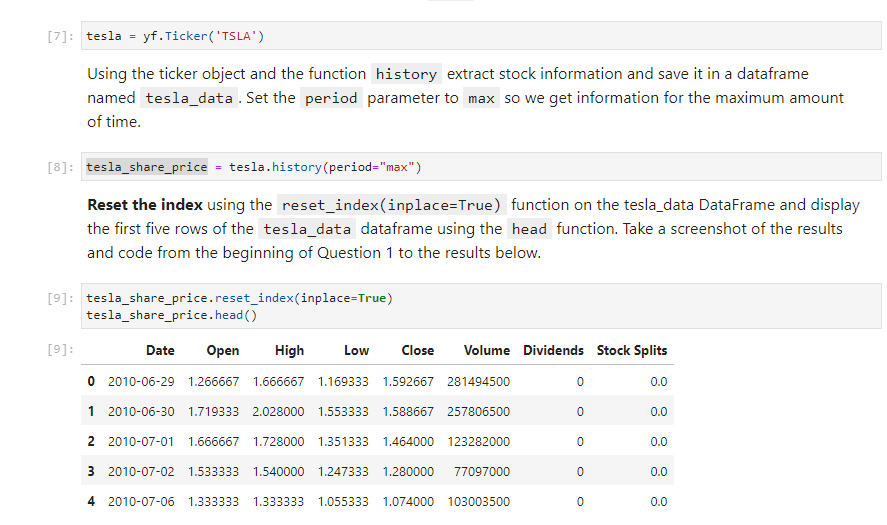 [7]: tesla = yf.Ticker('TSLA')
Using the ticker object and the function history extract stock information and save it in a dataframe
named tesla_data . Set the period parameter to max so we get information for the maximum amount
of time.
[8]: tesla_share_price = tesla.history(period="max")
Reset the index using the reset_index(inplace=True) function on the tesla_data DataFrame and display
the first five rows of the tesla_data dataframe using the head function. Take a screenshot of the results
and code from the beginning of Question 1 to the results below.
[9]: tesla_share_price.reset_index(inplace=True)
tesla_share_price.head()
[9]: Date Open High Low Close Volume Dividends Stock Splits
0 2010-06-29 1.266667 1.666667 1.169333 1.592667 281494500 0 0.0
1 2010-06-30 1.719333 2.028000 1.553333 1.588667 257806500 0 0.0
2 2010-07-01 1.666667 1.728000 1.351333 1.464000 123282000 0 0.0
3 2010-07-02 1.533333 1.540000 1.247333 1.280000 77097000 0 0.0
4 2010-07-06 1.333333 1.333333 1.055333 1.074000 103003500 0 0.0